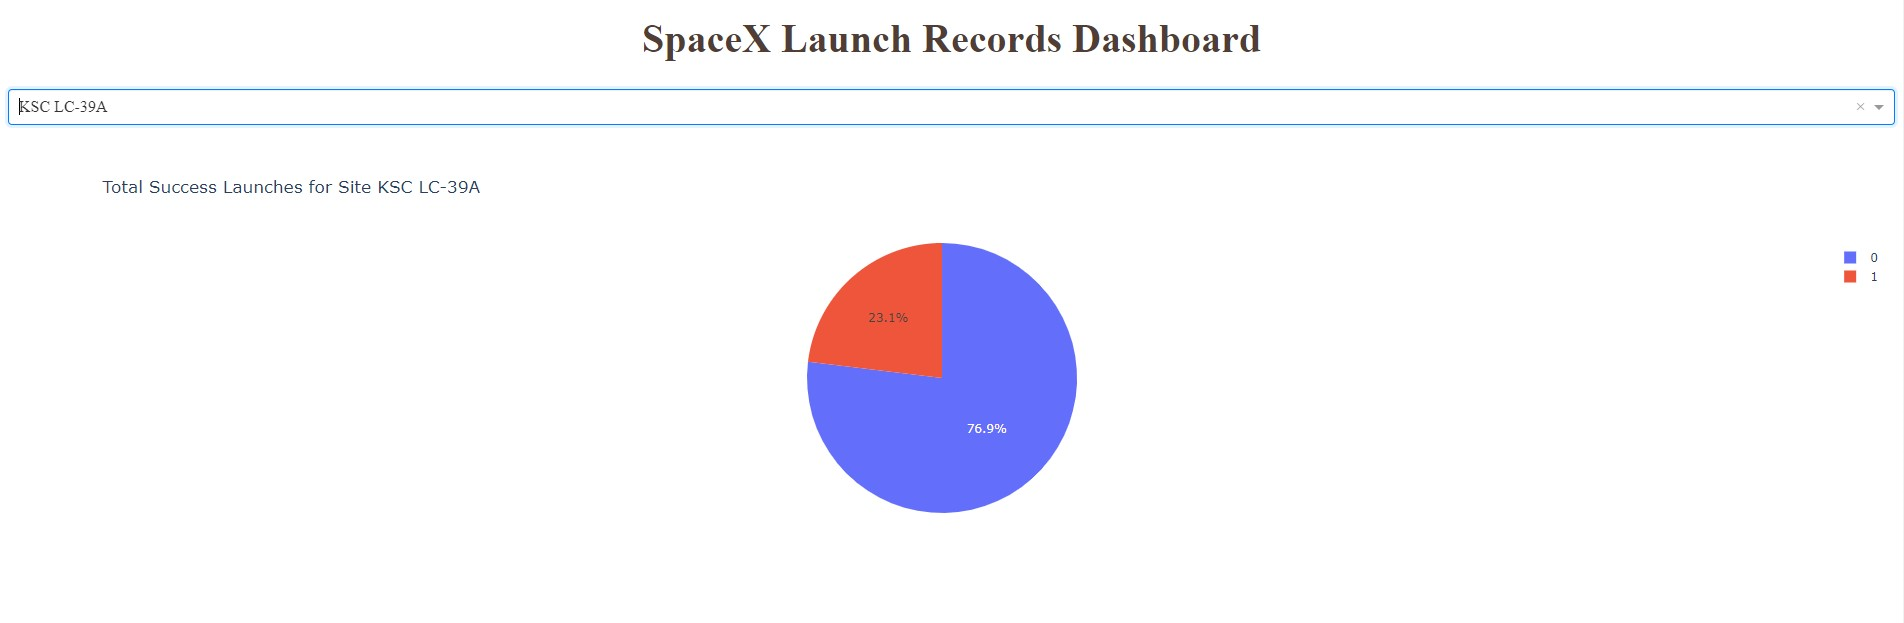 SpaceX Launch Records Dashboard
KSC LC-39A
Total Success Launches for Site KSC LC-39A
0
1
23.1%
76.9%